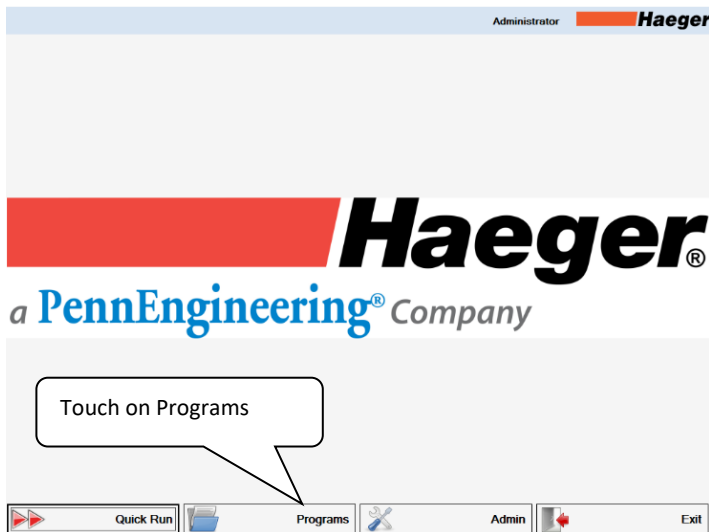 Administrator Haeger
Haeger®
a PennEngineering® Company
Touch on Programs
Quick Run Programs Admin Exit